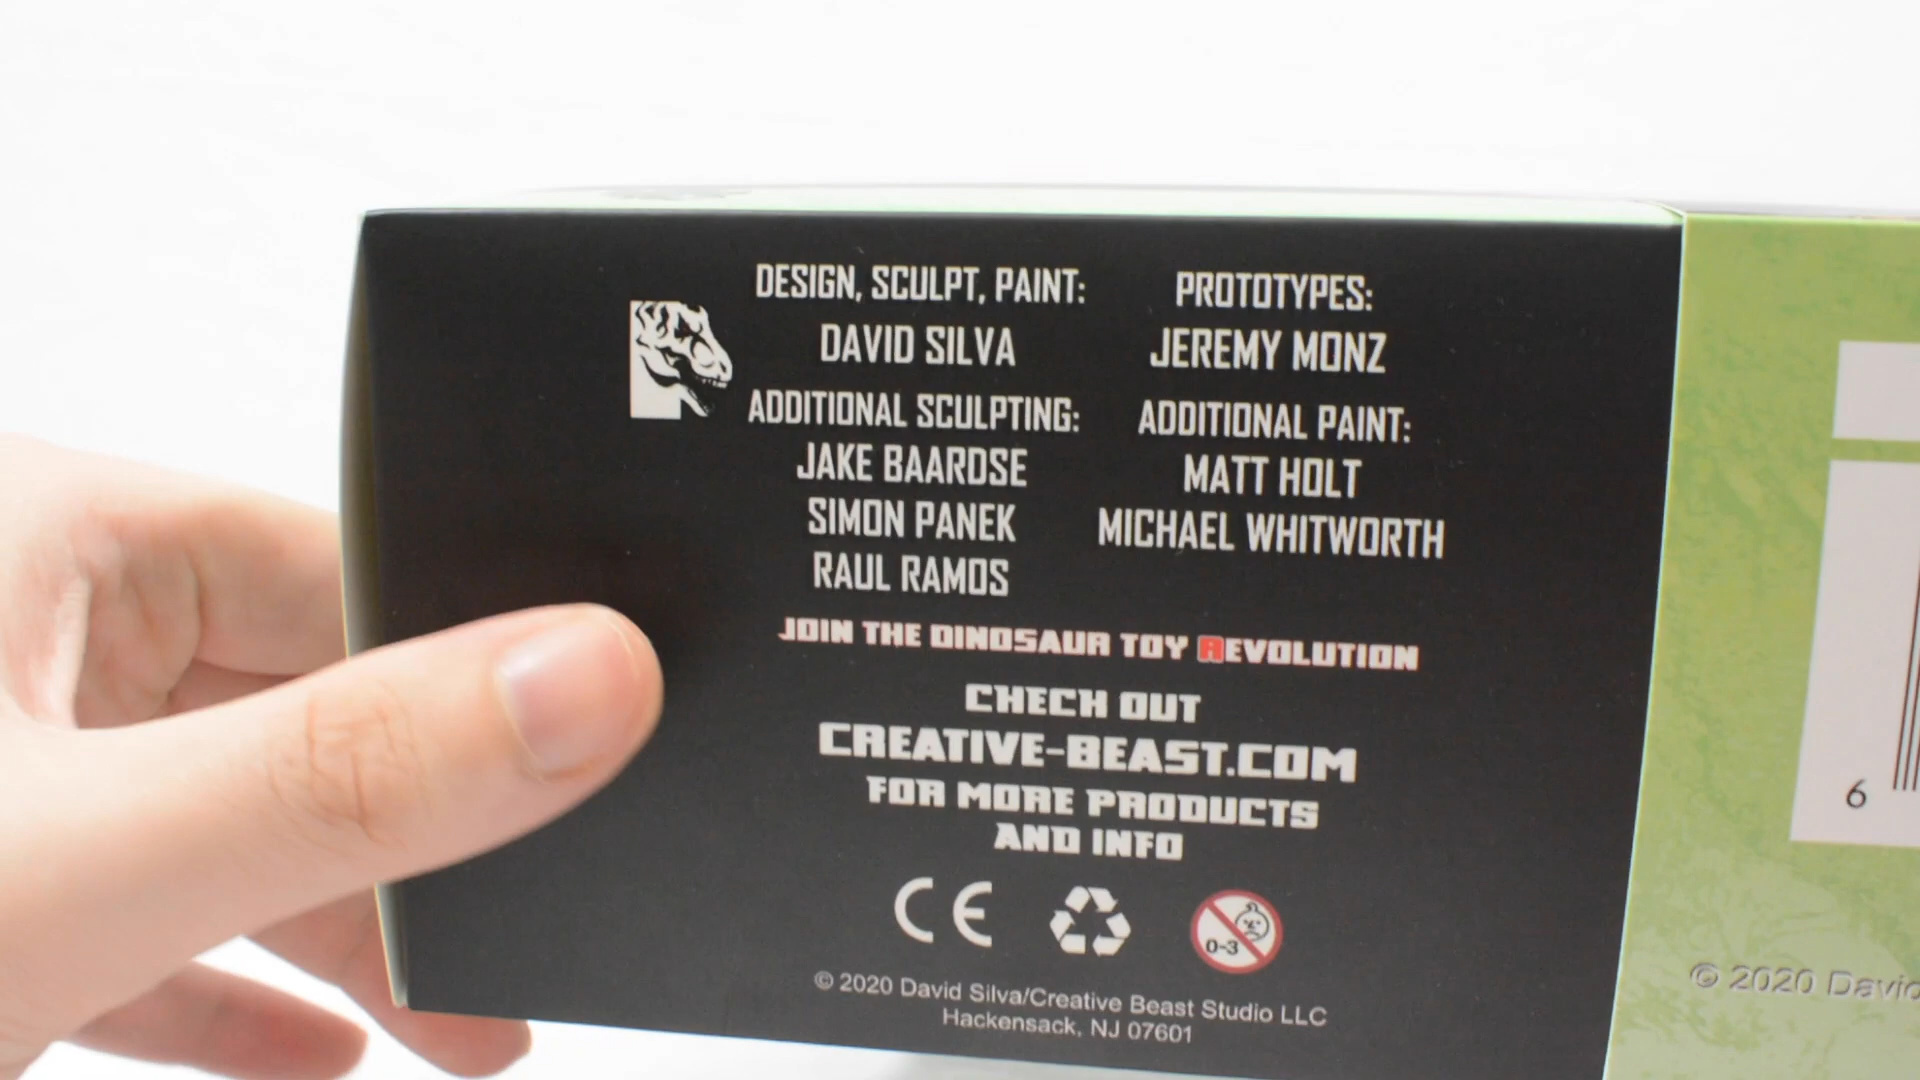 DESIGN, SCULPT, PAINT:
DAVID SILVA
ADDITIONAL SCULPTING:
JAKE BAARDSE
SIMON PANEK
RAUL RAMOS
PROTOTYPES:
JEREMY MONZ
ADDITIONAL PAINT:
MATT HOLT
MICHAEL WHITWORTH
JOIN THE DINOSAUR TOY REVOLUTION
CHECH OUT
CREATIVE-BEAST.COM
FOR MORE PRODUCTS
AND INFO
CE
0-3
© 2020 David Silva/Creative Beast Studio LLC
Hackensack, NJ 07601
6
© 2020 David